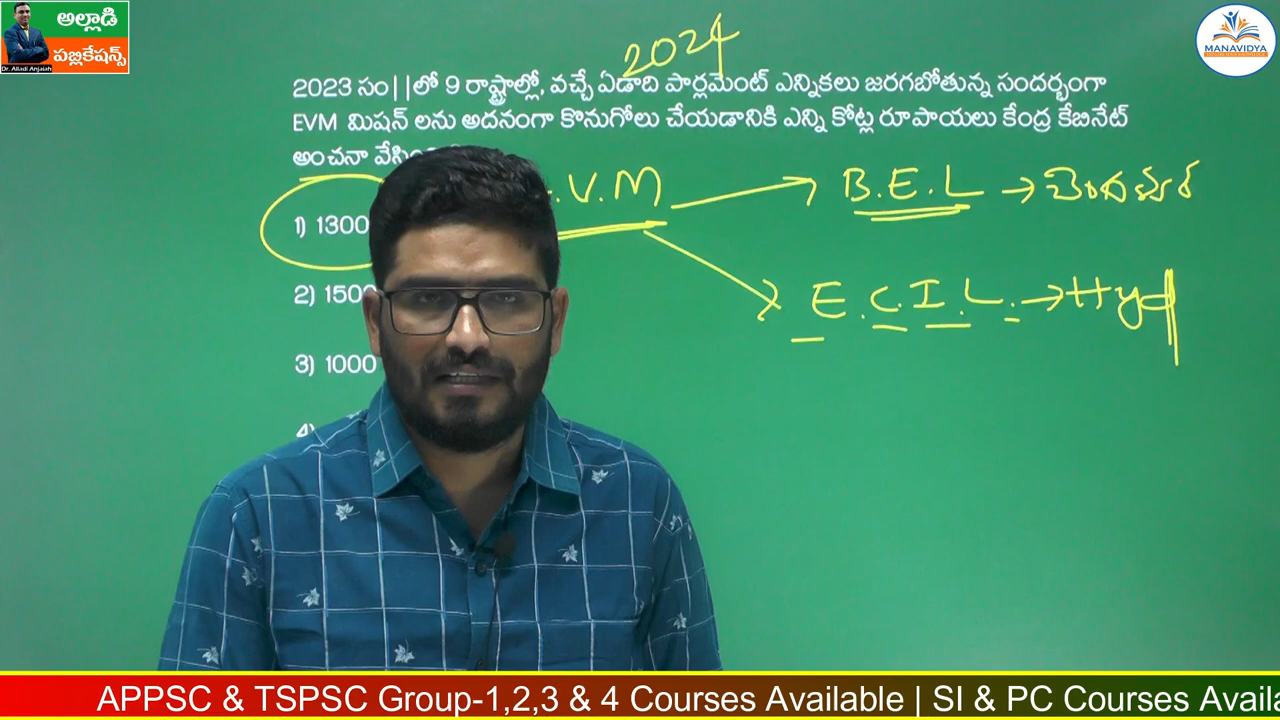 అల్లాడి
పబ్లికేషన్స్
Dr. Alladi Anjaiah
MANAVIDYA
2024
2023 సం||లో 9 రాష్ట్రాల్లో, వచ్చే ఏడాది పార్లమెంట్ ఎన్నికలు జరగబోతున్న సందర్భంగా
EVM మిషన్ లను అదనంగా కొనుగోలు చేయడానికి ఎన్ని కోట్ల రూపాయలు కేంద్ర కేబినేట్
అంచనా
.V.M → B.E.L →
1) 1300
2) 1500
E.C.I.L. → Hyd
3) 1000
4)
APPSC & TSPSC Group-1,2,3 & 4 Courses Available | SI & PC Courses Availa